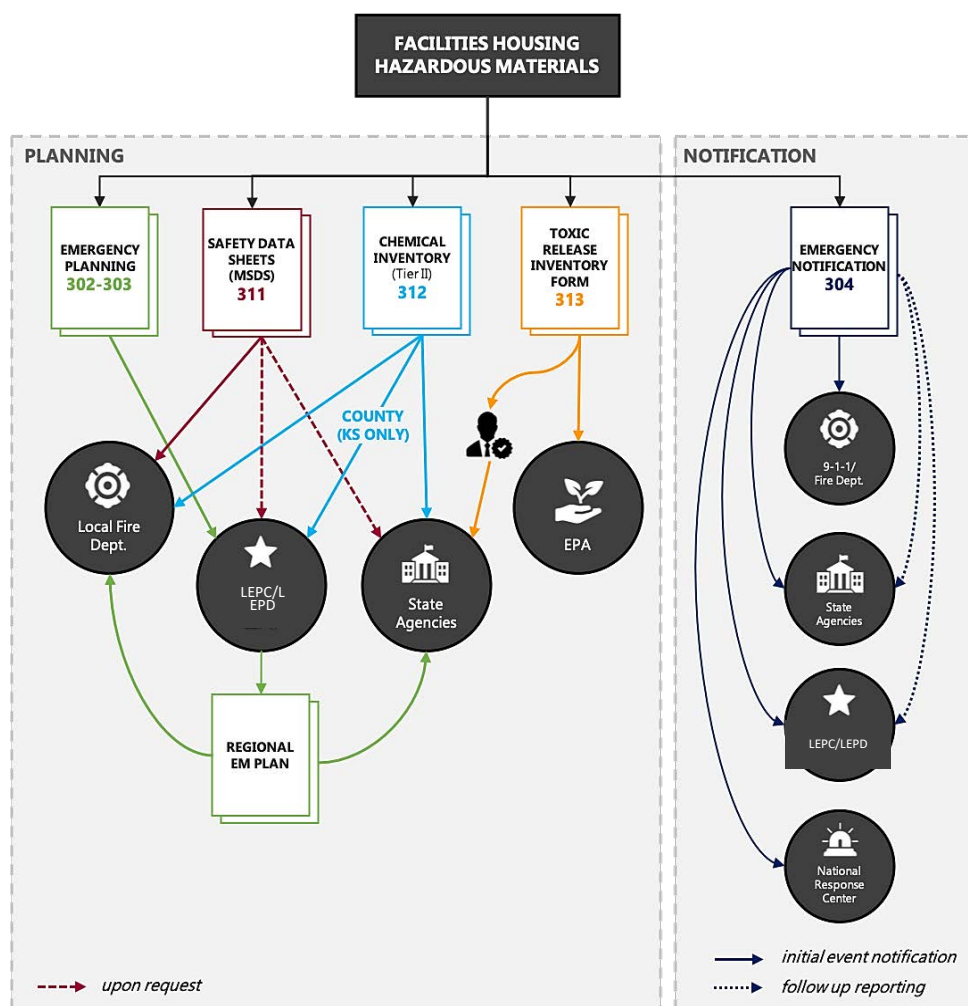 FACILITIES HOUSING
HAZARDOUS MATERIALS
PLANNING
NOTIFICATION
EMERGENCY
PLANNING
302-303
SAFETY DATA
SHEETS
(MSDS)
311
CHEMICAL
INVENTORY
(Tier II)
312
TOXIC
RELEASE
INVENTORY
FORM
313
EMERGENCY
NOTIFICATION
304
COUNTY
(KS ONLY)
Local Fire
Dept.
LEPC/L
EPD
State
Agencies
EPA
9-1-1/
Fire Dept.
State
Agencies
LEPC/LEPD
REGIONAL
EM PLAN
National
Response
Center
upon request
initial event notification
follow up reporting